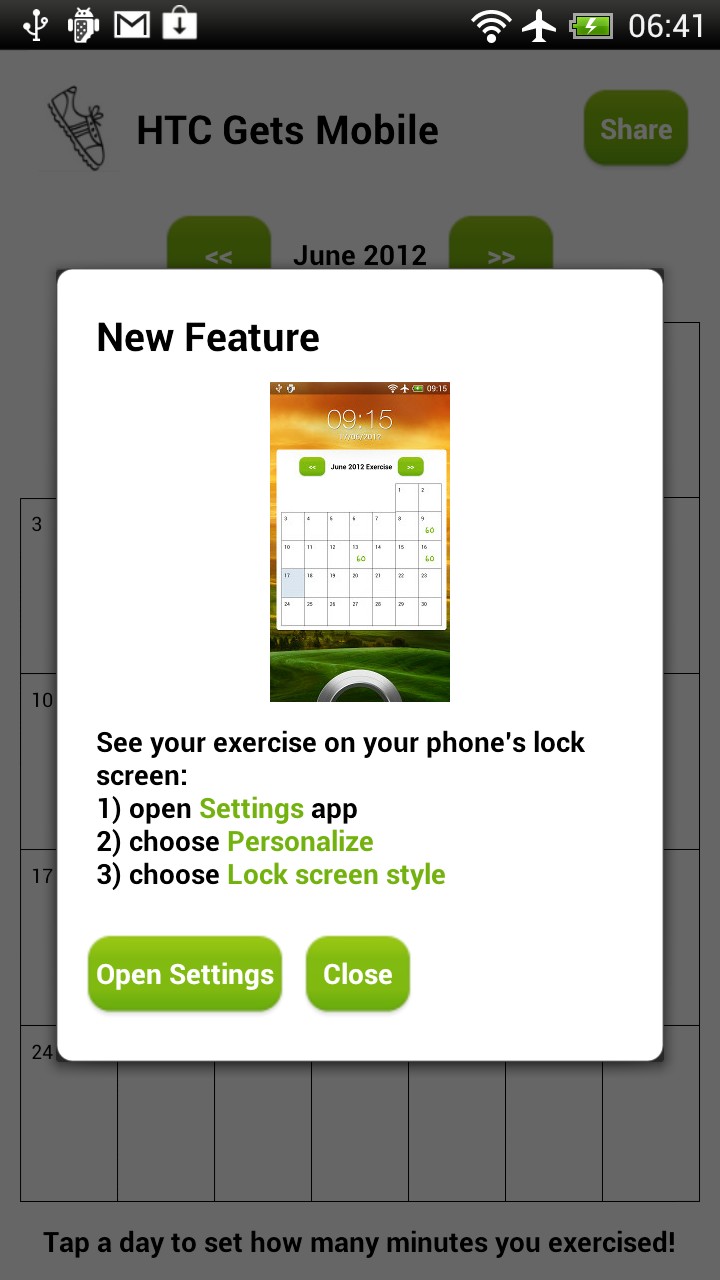 06:41
HTC Gets Mobile
Share
<<
June 2012
>>
New Feature
09:15
09:15
17/06/2012
<<
June 2012 Exercise
>>
1 2
3 4 5 6 7 8 9
60
10 11 12 13 14 15 16
60 60
17 18 19 20 21 22 23
24 25 26 27 28 29 30
See your exercise on your phone's lock
screen:
1) open Settings app
2) choose Personalize
3) choose Lock screen style
Open Settings
Close
3
10
17
24
Tap a day to set how many minutes you exercised!